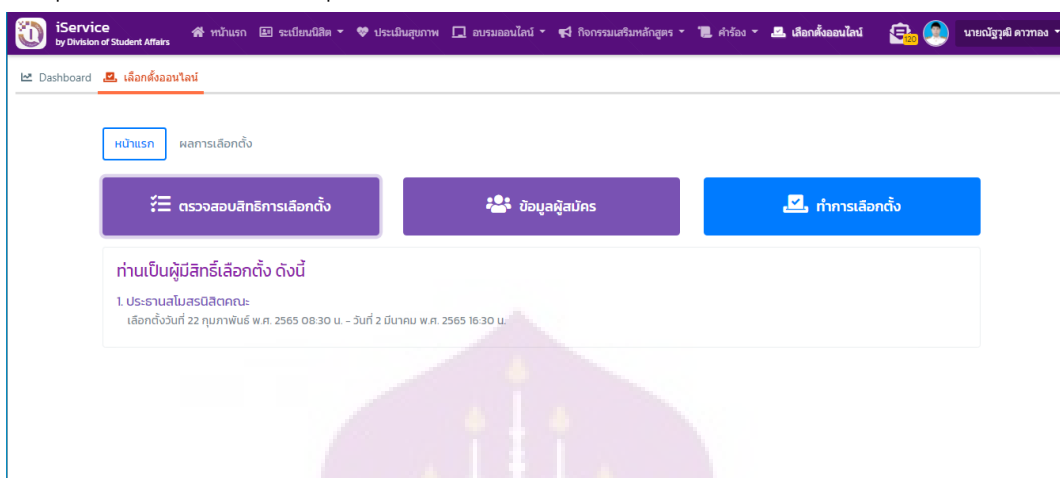 iService
by Division of Student Affairs
หน้าแรก ระเบียนนิสิต ประเมินสุขภาพ อบรมออนไลน์ กิจกรรมเสริมหลักสูตร คำร้อง เลือกตั้งออนไลน์ 120 นายณัฐวุฒิ ดาวทอง
Dashboard เลือกตั้งออนไลน์
หน้าแรก ผลการเลือกตั้ง
ตรวจสอบสิทธิการเลือกตั้ง ข้อมูลผู้สมัคร ทำการเลือกตั้ง
ท่านเป็นผู้มีสิทธิ์เลือกตั้ง ดังนี้
1. ประธานสโมสรนิสิตคณะ
เลือกตั้งวันที่ 22 กุมภาพันธ์ พ.ศ. 2565 08:30 น. - วันที่ 2 มีนาคม พ.ศ. 2565 16:30 น.